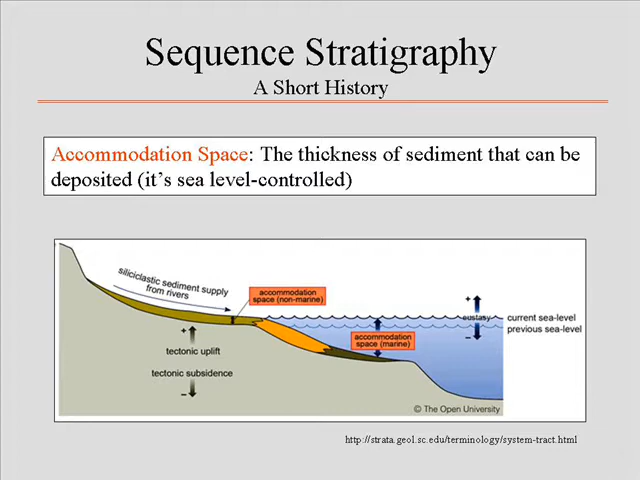 Sequence Stratigraphy
A Short History
Accommodation Space: The thickness of sediment that can be
deposited (it's sea level-controlled)
siliciclastic sediment supply
from rivers
accommodation
space (non-marine)
+
eustasy
–
current sea-level
previous sea-level
+
tectonic uplift
accommodation
space (marine)
tectonic subsidence
–
© The Open University
http://strata.geol.sc.edu/terminology/system-tract.html